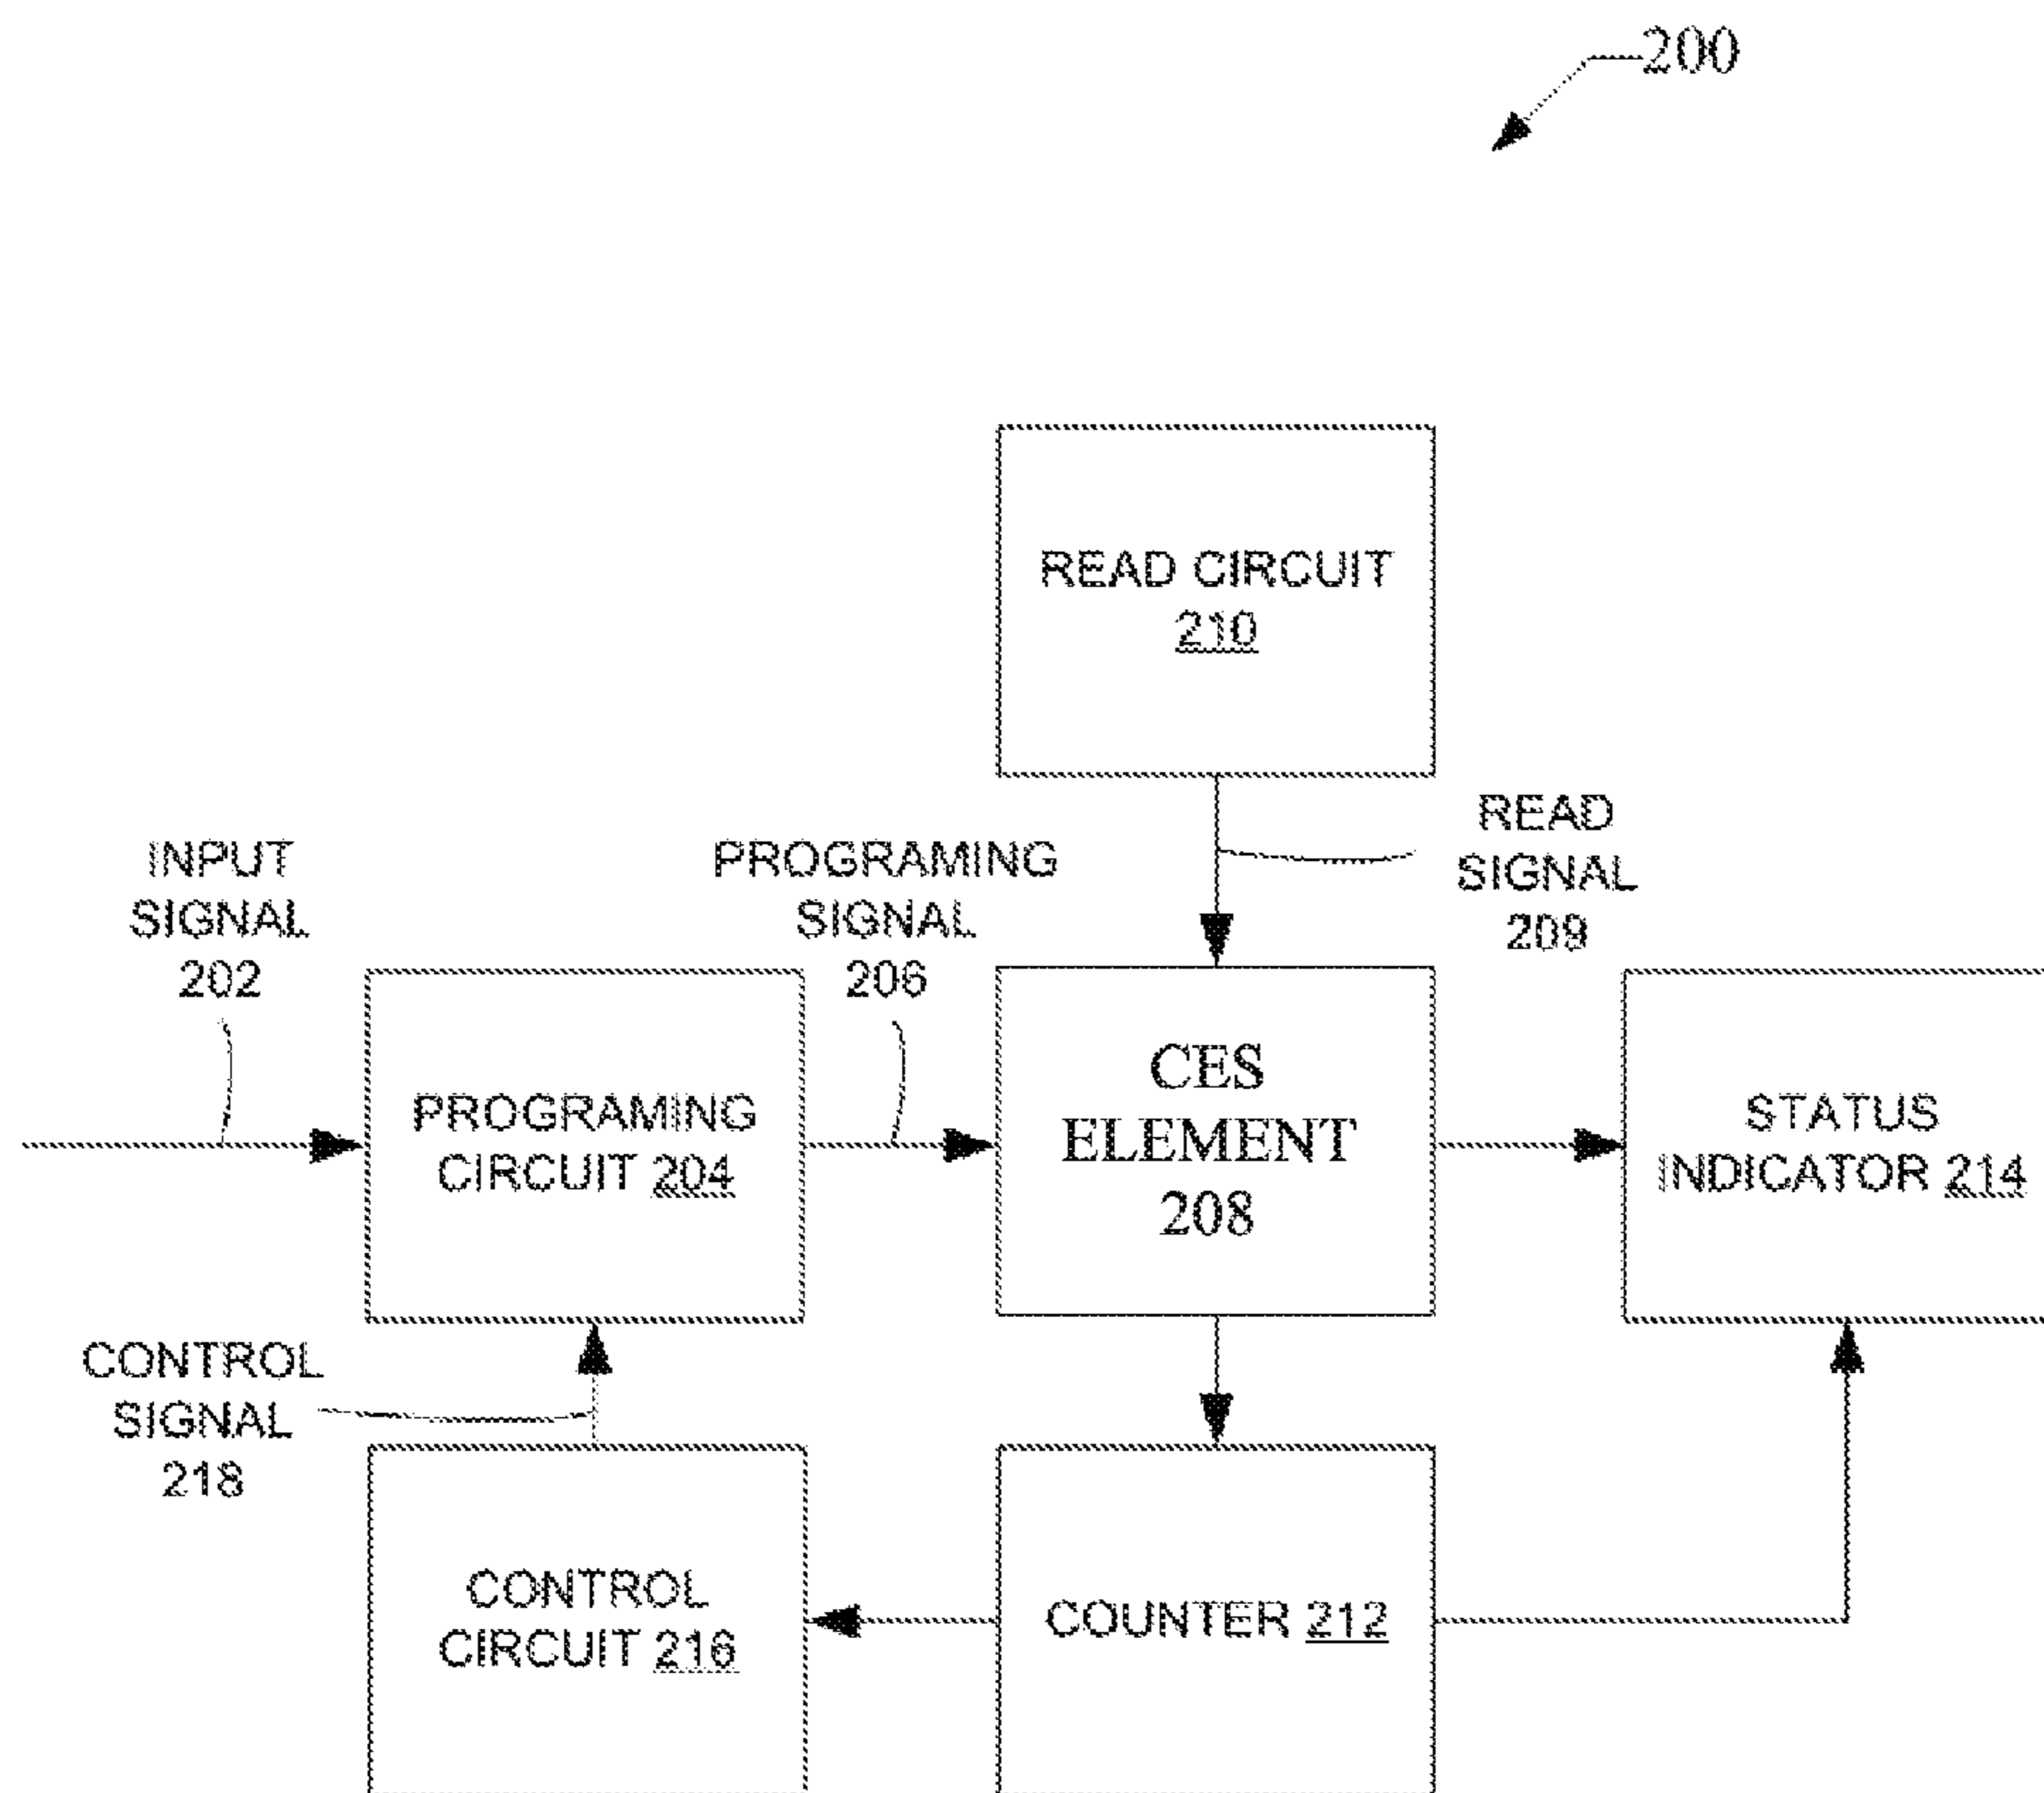 200
READ CIRCUIT
210
READ
SIGNAL
209
INPUT
SIGNAL
202
PROGRAMING
SIGNAL
206
PROGRAMING
CIRCUIT 204
CES
ELEMENT
208
STATUS
INDICATOR 214
CONTROL
SIGNAL
218
CONTROL
CIRCUIT 216
COUNTER 212